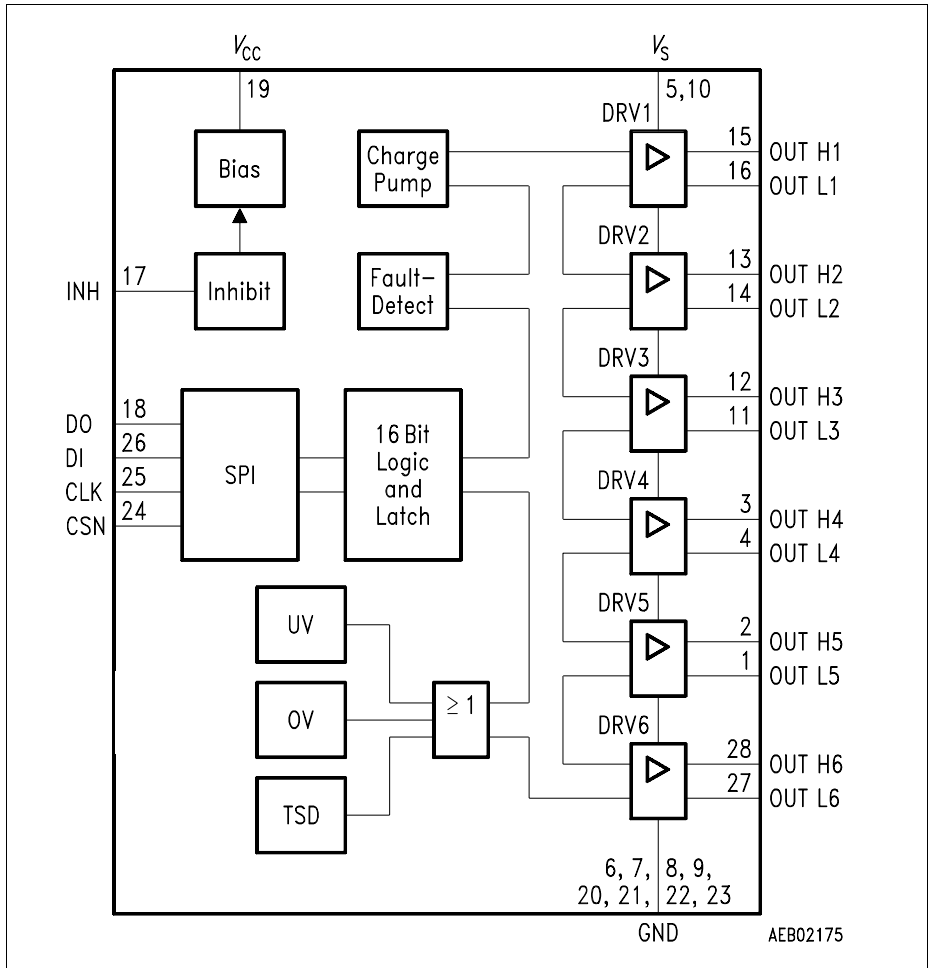 VCC
VS
19
5,10
DRV1
Bias
Charge
Pump
15
OUT H1
16
OUT L1
DRV2
INH
17
Inhibit
Fault-
Detect
13
OUT H2
14
OUT L2
DRV3
12
OUT H3
11
OUT L3
DO
18
DI
26
CLK
25
CSN
24
SPI
16 Bit
Logic
and
Latch
DRV4
3
OUT H4
4
OUT L4
UV
DRV5
2
OUT H5
1
OUT L5
OV
≥ 1
DRV6
28
OUT H6
27
OUT L6
TSD
6, 7, 8, 9,
20, 21, 22, 23
GND
AEB02175